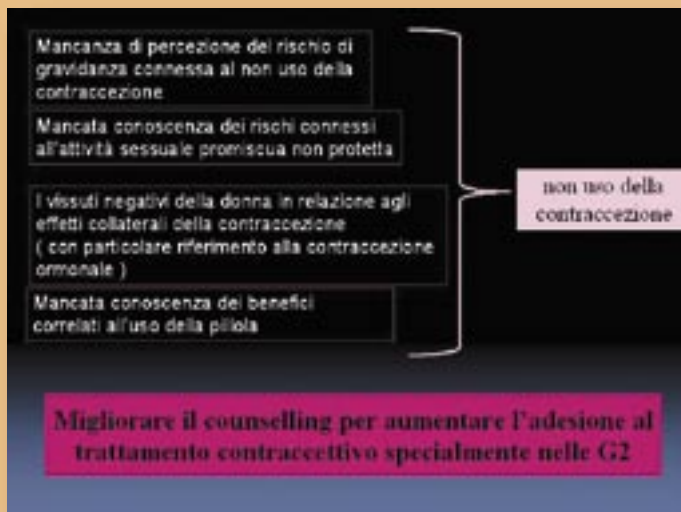 Mancanza di percezione del rischio di
gravidanza connessa al non uso della
contraccezione
Mancata conoscenza dei rischi connessi
all'attività sessuale promiscua non protetta
I vissuti negativi della donna in relazione agli
effetti collaterali della contraccezione
( con particolare riferimento alla contraccezione
ormonale )
Mancata conoscenza dei benefici
correlati all'uso della pillola
non uso della
contraccezione
Migliorare il counselling per aumentare l'adesione al
trattamento contraccettivo specialmente nelle G2